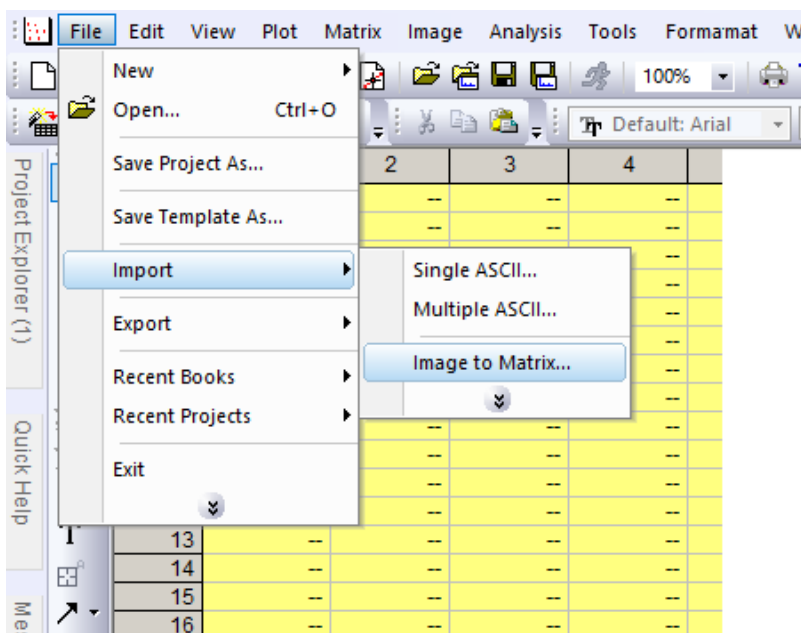 File Edit View Plot Matrix Image Analysis Tools Formamat W
New
100%
Open... Ctrl+O
Default: Arial
Save Project As...
2 3 4
Save Template As...
-- -- --
-- -- --
Import
--
Single ASCII...
--
Multiple ASCII...
--
Export
--
Image to Matrix...
--
Recent Books
--
Recent Projects
--
-- -- --
-- -- --
Exit
-- -- --
-- -- --
13 -- -- -- --
14 -- -- -- --
15 -- -- -- --
16 -- -- -- --
Project Explorer (1)
Quick Help